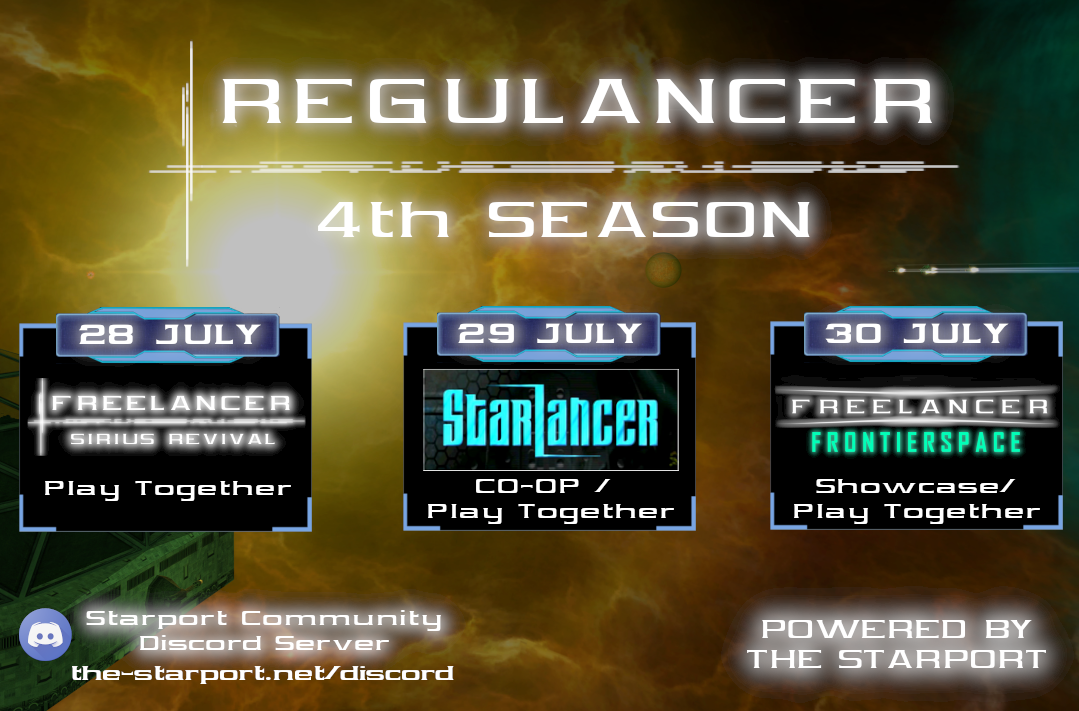 REGULANCER
4th SEASON
28 JULY
FREELANCER
SIRIUS REVIVAL
Play Together
29 JULY
StarLancer
CO-OP /
Play Together
30 JULY
FREELANCER
FRONTIERSPACE
Showcase/
Play Together
Starport Community
Discord Server
the-starport.net/discord
POWERED BY
THE STARPORT